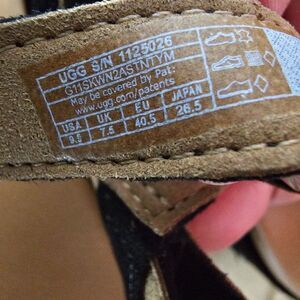 UGG S/N 1125026
G11SKWN2ASTNTYM
May be covered by Pat:
www.ugg.com/patents
USA UK EU JAPAN
9.5 7.5 40.5 26.5